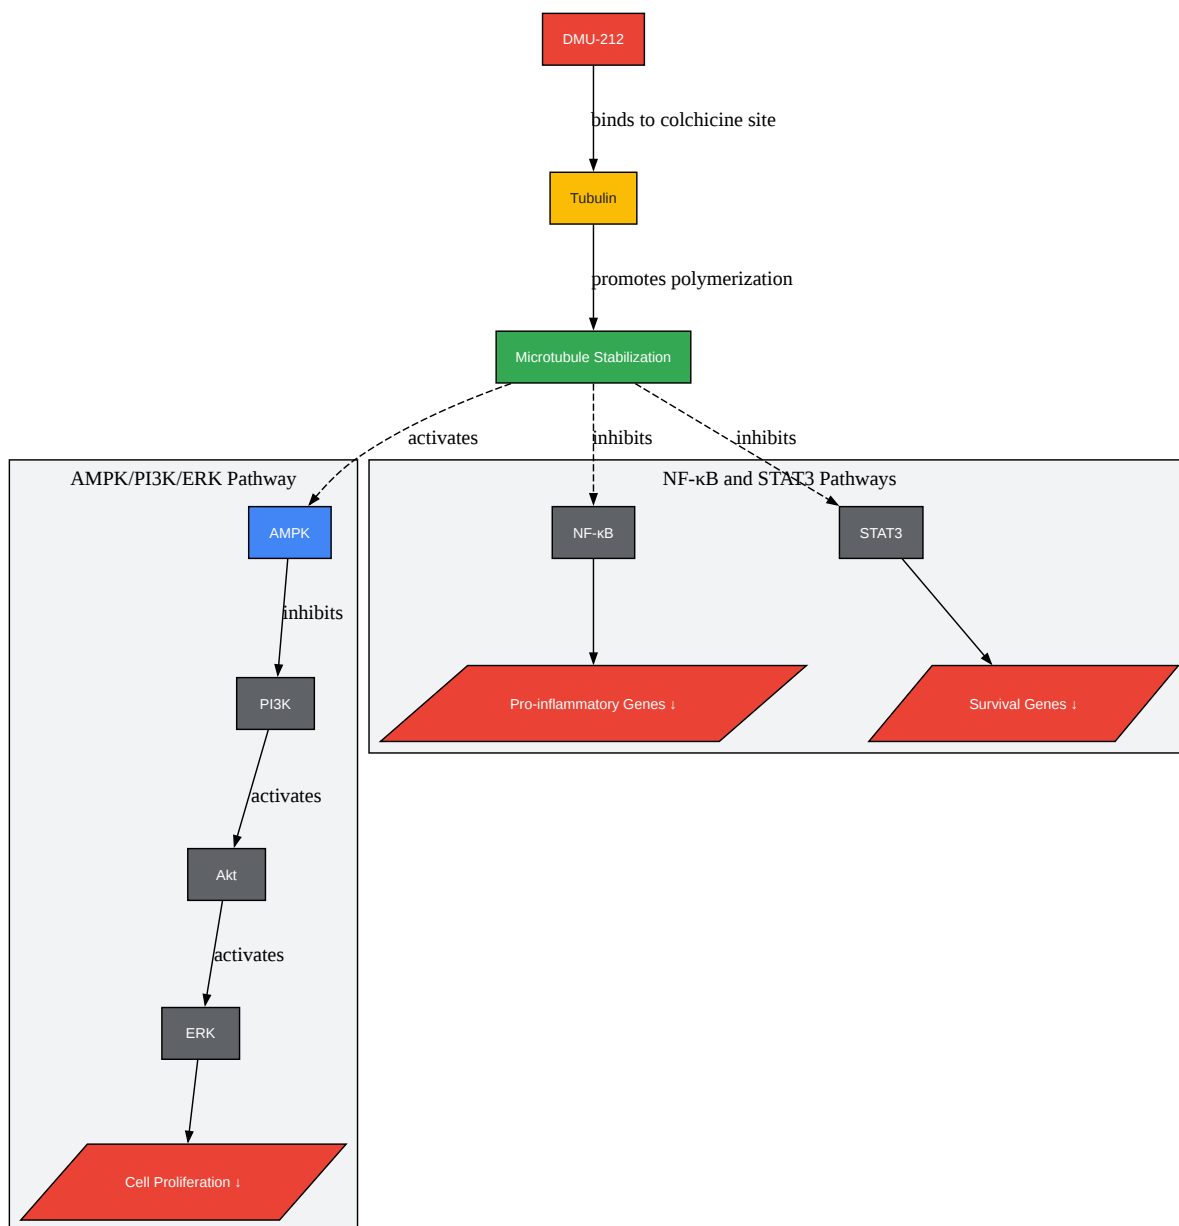 DMU-212
binds to colchicine site
Tubulin
promotes polymerization
Microtubule Stabilization
activates
inhibits
inhibits
AMPK/PI3K/ERK Pathway
NF-κB and STAT3 Pathways
AMPK
NF-κB
STAT3
inhibits
PI3K
Pro-inflammatory Genes ↓
Survival Genes ↓
activates
Akt
activates
ERK
Cell Proliferation ↓